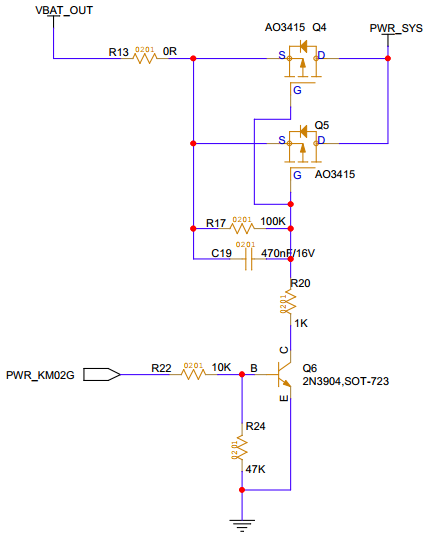 VBAT_OUT
AO3415 Q4
PWR_SYS
R13 0201 0R
S D
G
Q5
S D
G
AO3415
R17 0201 100K
C19 0201 470nF/16V
R20
0201
1K
C
R22 0201 10K B
Q6
PWR_KM02G
2N3904,SOT-723
E
R24
0201
47K